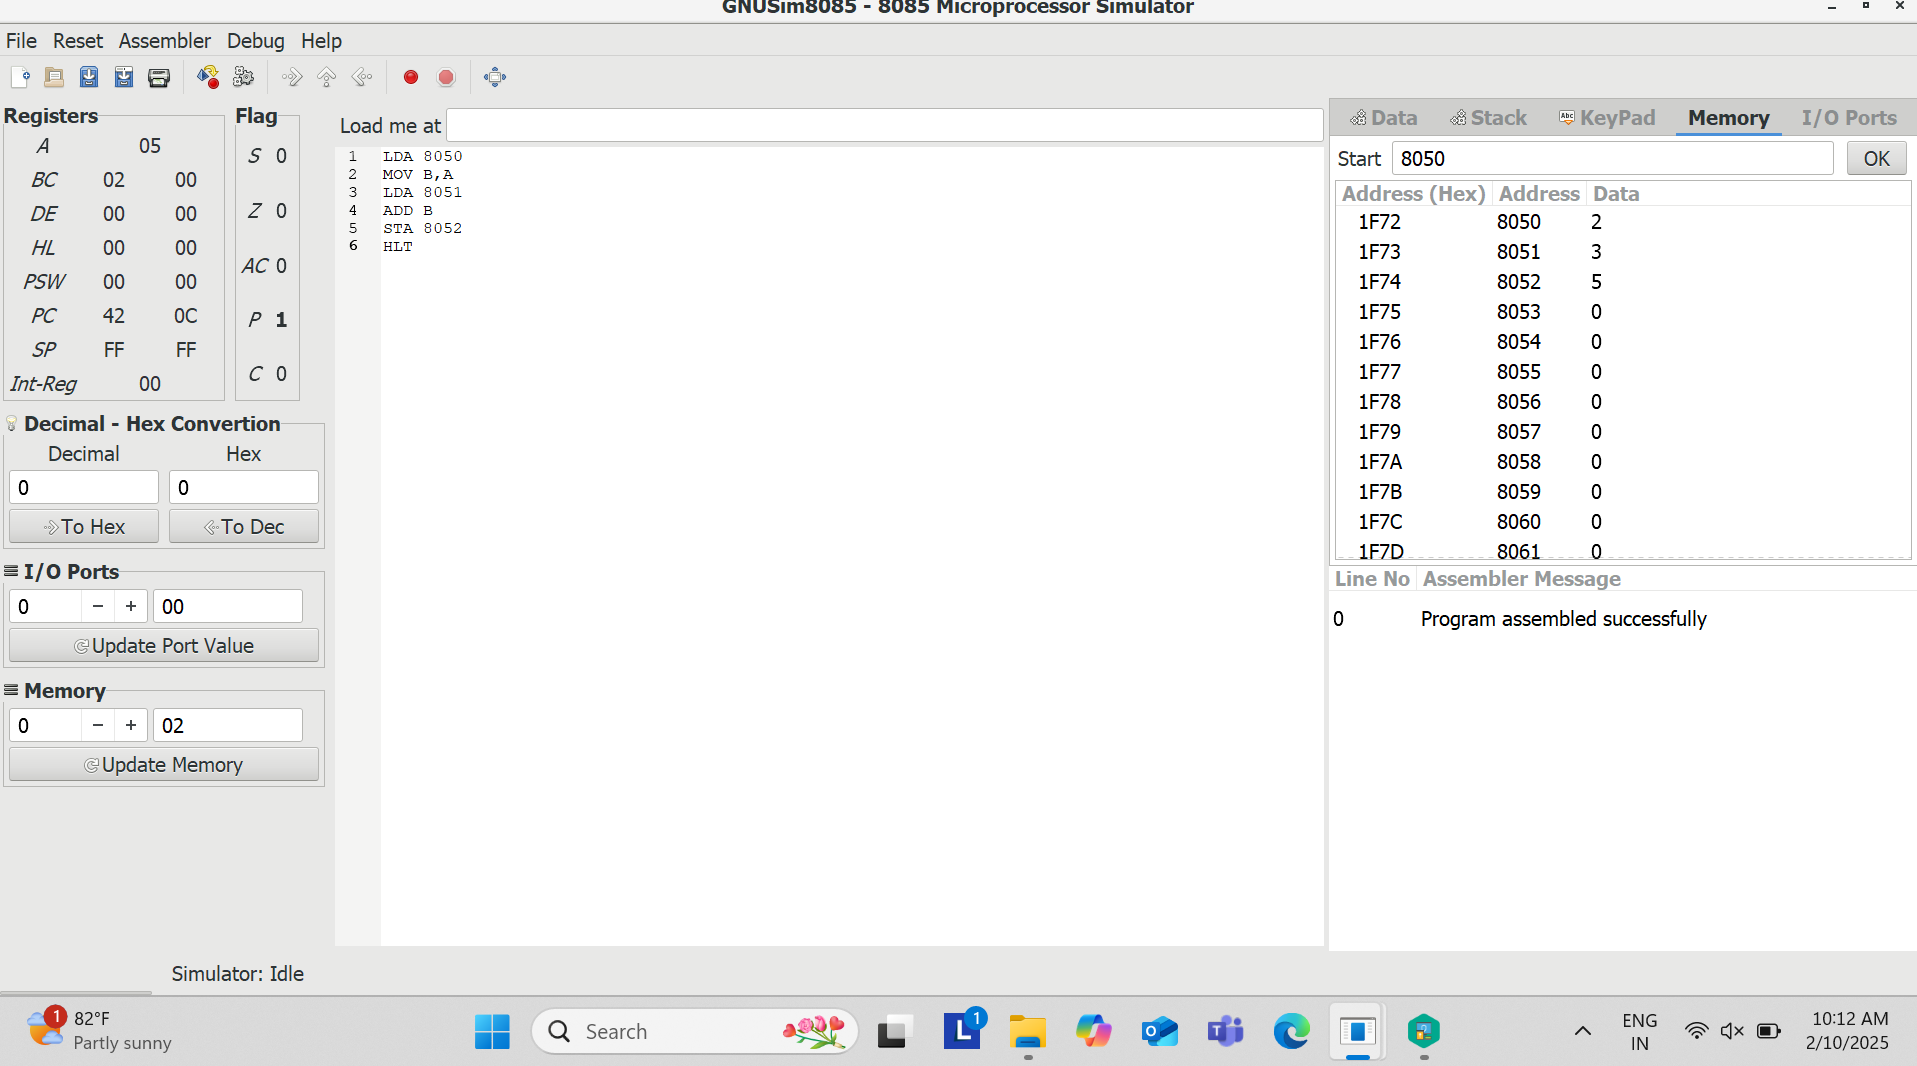 GNUSim8085 - 8085 Microprocessor Simulator
File Reset Assembler Debug Help
Registers
A 05
BC 02 00
DE 00 00
HL 00 00
PSW 00 00
PC 42 0C
SP FF FF
Int-Reg 00
Flag
S 0
Z 0
AC 0
P 1
C 0
Decimal - Hex Convertion
Decimal Hex
0 0
To Hex To Dec
I/O Ports
0 - + 00
Update Port Value
Memory
0 - + 02
Update Memory
Load me at
1 LDA 8050
2 MOV B,A
3 LDA 8051
4 ADD B
5 STA 8052
6 HLT
Data Stack Abc KeyPad Memory I/O Ports
Start 8050 OK
Address (Hex) Address Data
1F72 8050 2
1F73 8051 3
1F74 8052 5
1F75 8053 0
1F76 8054 0
1F77 8055 0
1F78 8056 0
1F79 8057 0
1F7A 8058 0
1F7B 8059 0
1F7C 8060 0
1F7D 8061 0
Line No Assembler Message
0 Program assembled successfully
Simulator: Idle
1 82°F
Partly sunny
Search
L 1
ENG
IN
10:12 AM
2/10/2025